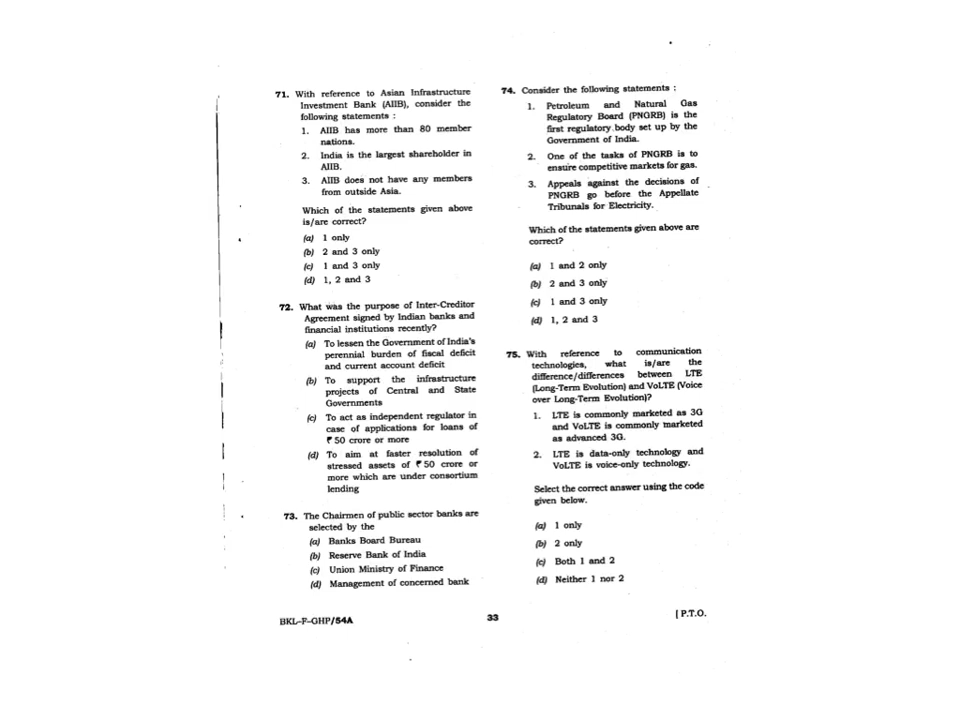 71. With reference to Asian Infrastructure
Investment Bank (AIIB), consider the
following statements :
1. AIIB has more than 80 member
nations.
2. India is the largest shareholder in
AIIB.
3. AIIB does not have any members
from outside Asia.
Which of the statements given above
is/are correct?
(a) 1 only
(b) 2 and 3 only
(c) 1 and 3 only
(d) 1, 2 and 3
72. What was the purpose of Inter-Creditor
Agreement signed by Indian banks and
financial institutions recently?
(a) To lessen the Government of India's
perennial burden of fiscal deficit
and current account deficit
(b) To support the infrastructure
projects of Central and State
Governments
(c) To act as independent regulator in
case of applications for loans of
₹ 50 crore or more
(d) To aim at faster resolution of
stressed assets of ₹ 50 crore or
more which are under consortium
lending
73. The Chairmen of public sector banks are
selected by the
(a) Banks Board Bureau
(b) Reserve Bank of India
(c) Union Ministry of Finance
(d) Management of concerned bank
74. Consider the following statements :
1. Petroleum and Natural Gas
Regulatory Board (PNGRB) is the
first regulatory body set up by the
Government of India.
2. One of the tasks of PNGRB is to
ensure competitive markets for gas.
3. Appeals against the decisions of
PNGRB go before the Appellate
Tribunals for Electricity.
Which of the statements given above are
correct?
(a) 1 and 2 only
(b) 2 and 3 only
(c) 1 and 3 only
(d) 1, 2 and 3
75. With reference to communication
technologies, what is/are the
difference/differences between LTE
(Long-Term Evolution) and VoLTE (Voice
over Long-Term Evolution)?
1. LTE is commonly marketed as 3G
and VoLTE is commonly marketed
as advanced 3G.
2. LTE is data-only technology and
VoLTE is voice-only technology.
Select the correct answer using the code
given below.
(a) 1 only
(b) 2 only
(c) Both 1 and 2
(d) Neither 1 nor 2
BKL-F-GHP/54A
33
[ P.T.O.